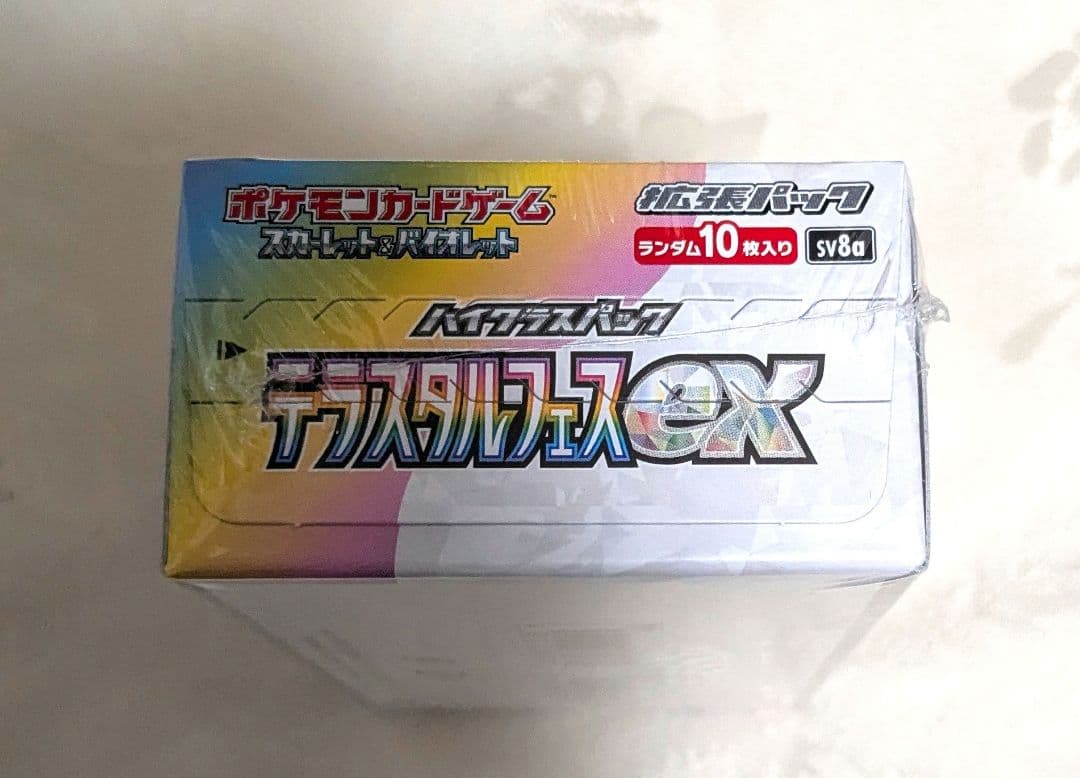 ポケモンカードゲーム™
スカーレット&バイオレット
拡張パック
ランダム10枚入り sv8a
ハイクラスパック
テラスタルフェスex